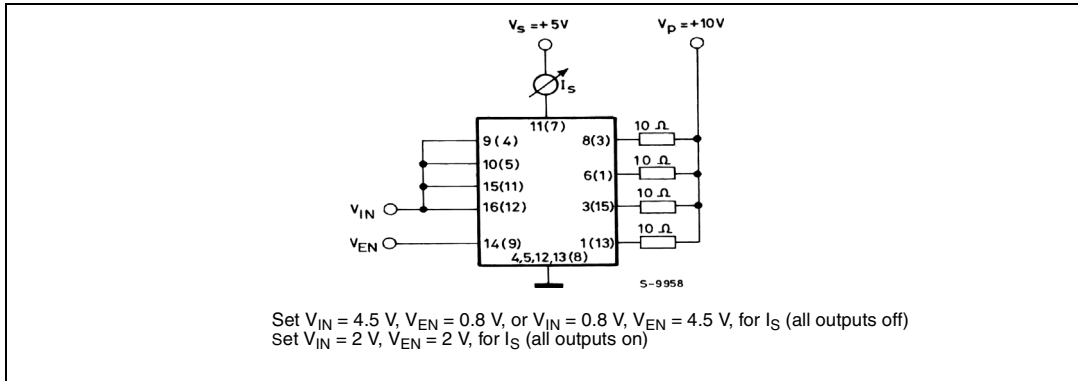 Vs =+5V
Vp =+10V
Is
11(7)
9(4)
8(3)
10 Ω
10(5)
6(1)
10 Ω
15(11)
3(15)
10 Ω
VIN
16(12)
10 Ω
VEN
14(9)
1(13)
4,5,12,13(8)
S-9958
Set VIN = 4.5 V, VEN = 0.8 V, or VIN = 0.8 V, VEN = 4.5 V, for IS (all outputs off)
Set VIN = 2 V, VEN = 2 V, for IS (all outputs on)